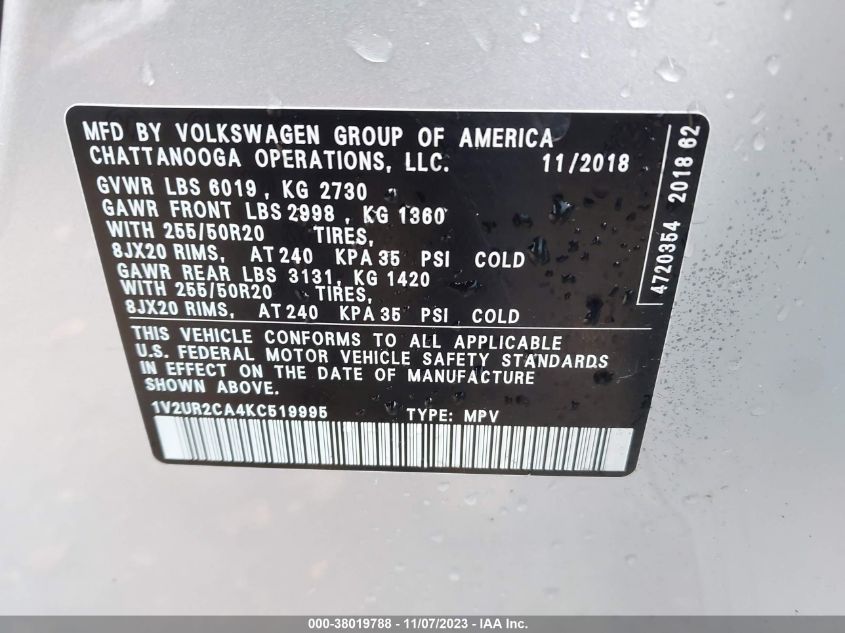 MFD BY VOLKSWAGEN GROUP OF AMERICA
CHATTANOOGA OPERATIONS, LLC. 11/2018
GVWR LBS 6019, KG 2730
GAWR FRONT LBS 2998, KG 1360
WITH 255/50R20 TIRES,
8JX20 RIMS, AT 240 KPA 35 PSI COLD
GAWR REAR LBS 3131, KG 1420
WITH 255/50R20 TIRES,
8JX20 RIMS, AT 240 KPA 35 PSI COLD
THIS VEHICLE CONFORMS TO ALL APPLICABLE
U.S. FEDERAL MOTOR VEHICLE SAFETY STANDARDS
IN EFFECT ON THE DATE OF MANUFACTURE
SHOWN ABOVE.
1V2UR2CA4KC519995 TYPE: MPV
4720354 2018 62
000-38019788 - 11/07/2023 - IAA Inc.